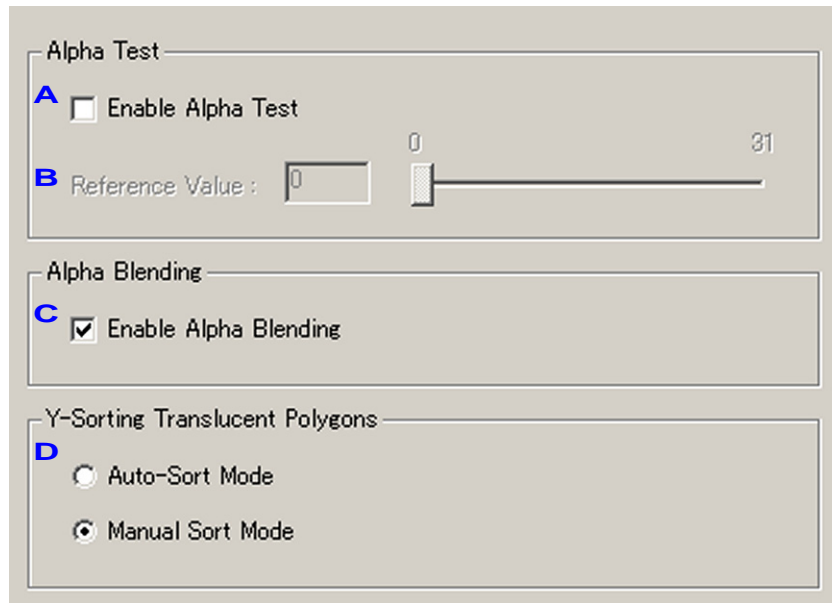 Alpha Test
A
Enable Alpha Test
0 31
B
Reference Value : 0
Alpha Blending
C
Enable Alpha Blending
Y-Sorting Translucent Polygons
D
Auto-Sort Mode
Manual Sort Mode